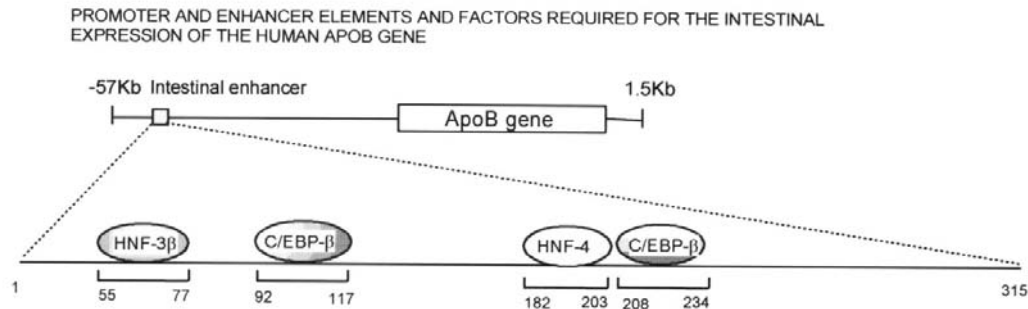 PROMOTER AND ENHANCER ELEMENTS AND FACTORS REQUIRED FOR THE INTESTINAL
EXPRESSION OF THE HUMAN APOB GENE
-57Kb Intestinal enhancer
1.5Kb
ApoB gene
HNF-3β
C/EBP-β
HNF-4
C/EBP-β
1
55
77
92
117
182
203
208
234
315